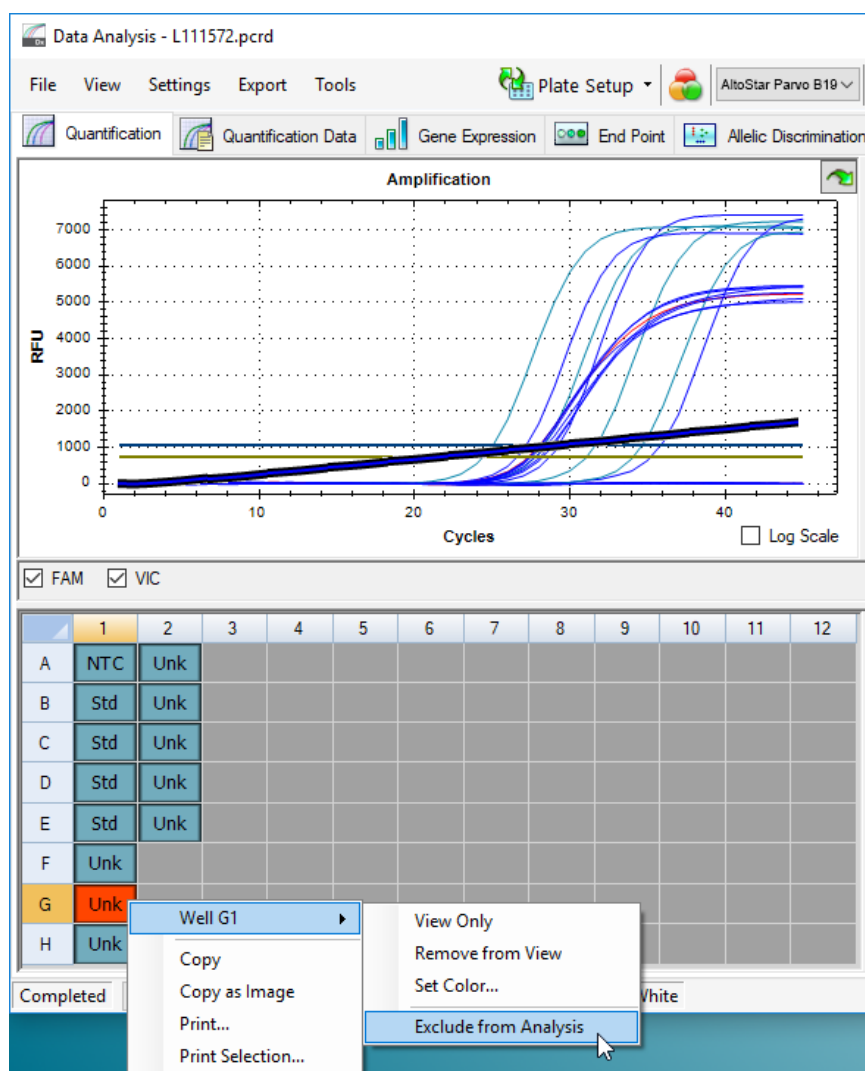 Data Analysis - L111572.pcrd
File View Settings Export Tools Plate Setup AltoStar Parvo B19
Quantification Quantification Data Gene Expression End Point Allelic Discrimination
Amplification
7000
6000
5000
4000
3000
2000
1000
0
RFU
0 10 20 30 40
Cycles
Log Scale
FAM VIC
1 2 3 4 5 6 7 8 9 10 11 12
A NTC Unk
B Std Unk
C Std Unk
D Std Unk
E Std Unk
F Unk
G Unk
H Unk
Well G1
Copy
Copy as Image
Print...
Print Selection...
View Only
Remove from View
Set Color...
Exclude from Analysis
Completed